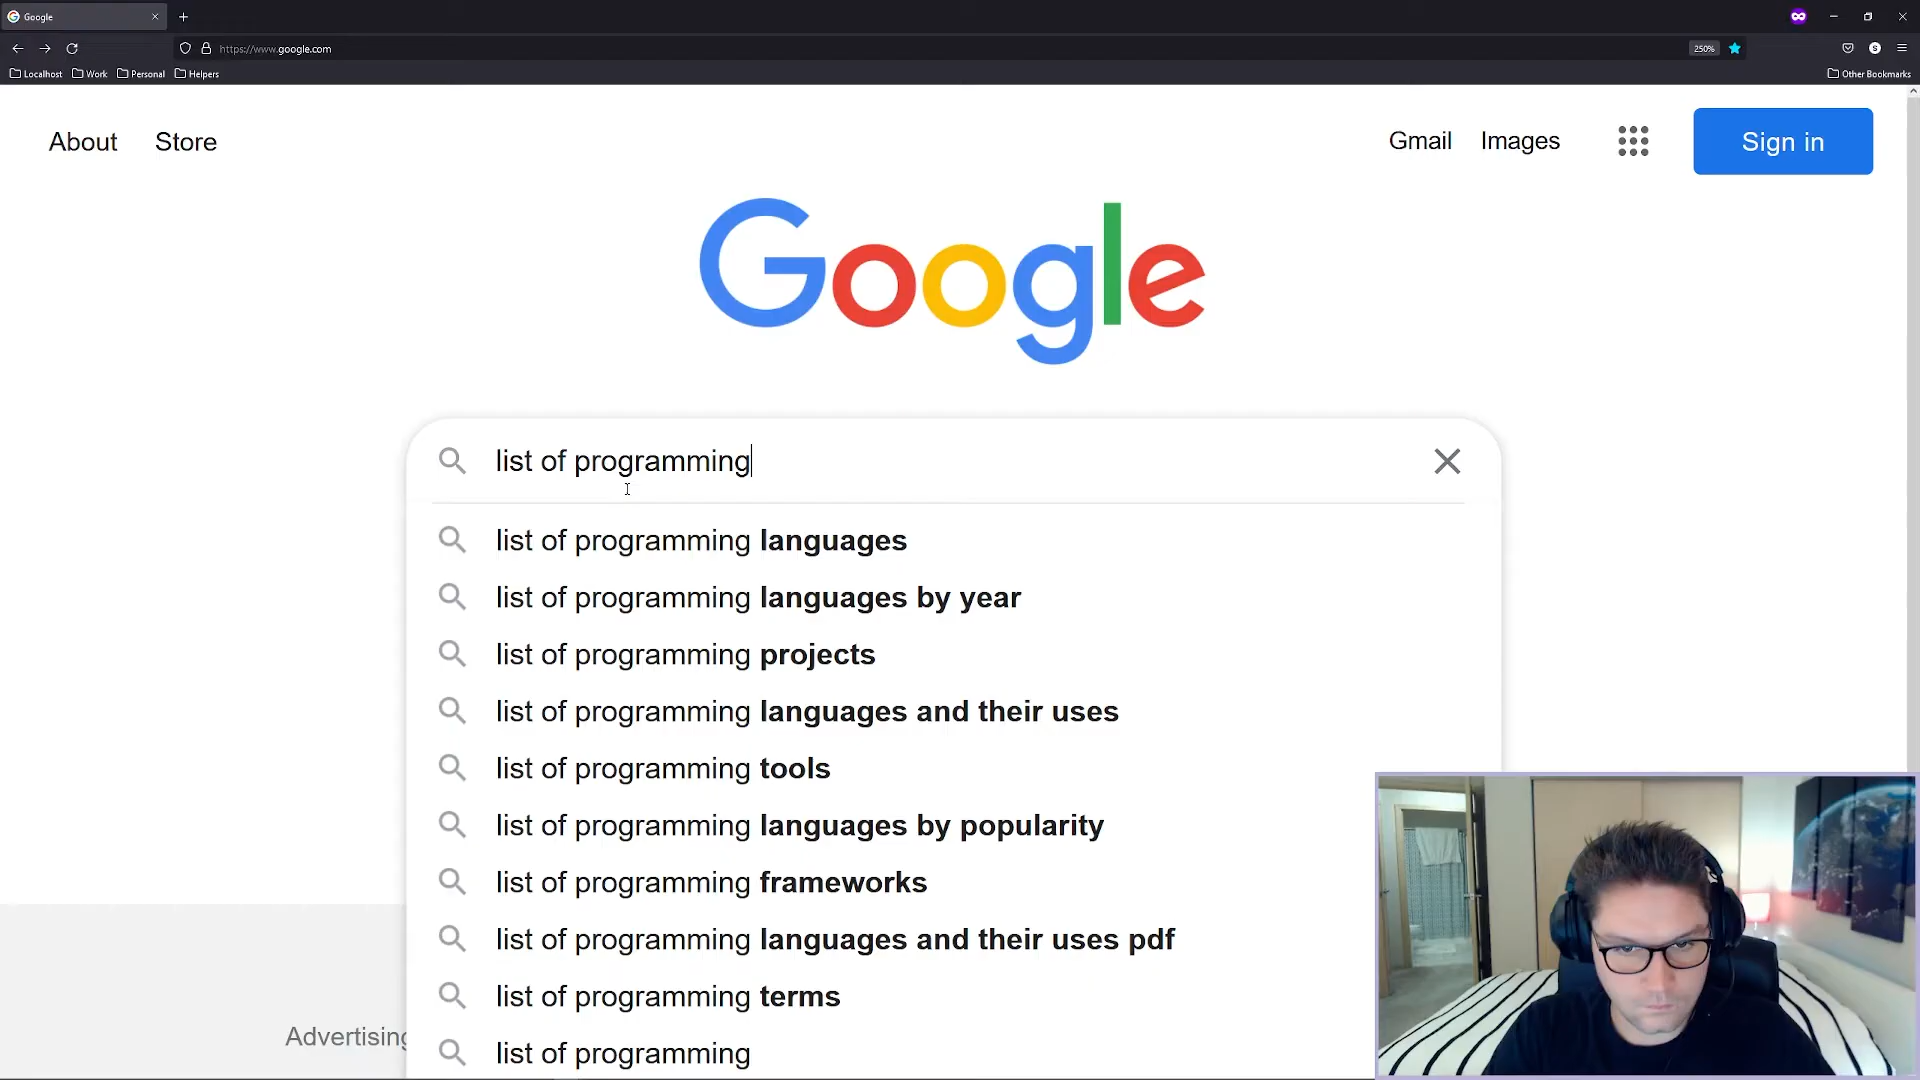 Google
https://www.google.com
250%
Localhost
Work
Personal
Helpers
Other Bookmarks
About
Store
Gmail
Images
Sign in
Google
list of programming
list of programming languages
list of programming languages by year
list of programming projects
list of programming languages and their uses
list of programming tools
list of programming languages by popularity
list of programming frameworks
list of programming languages and their uses pdf
list of programming terms
Advertising
list of programming